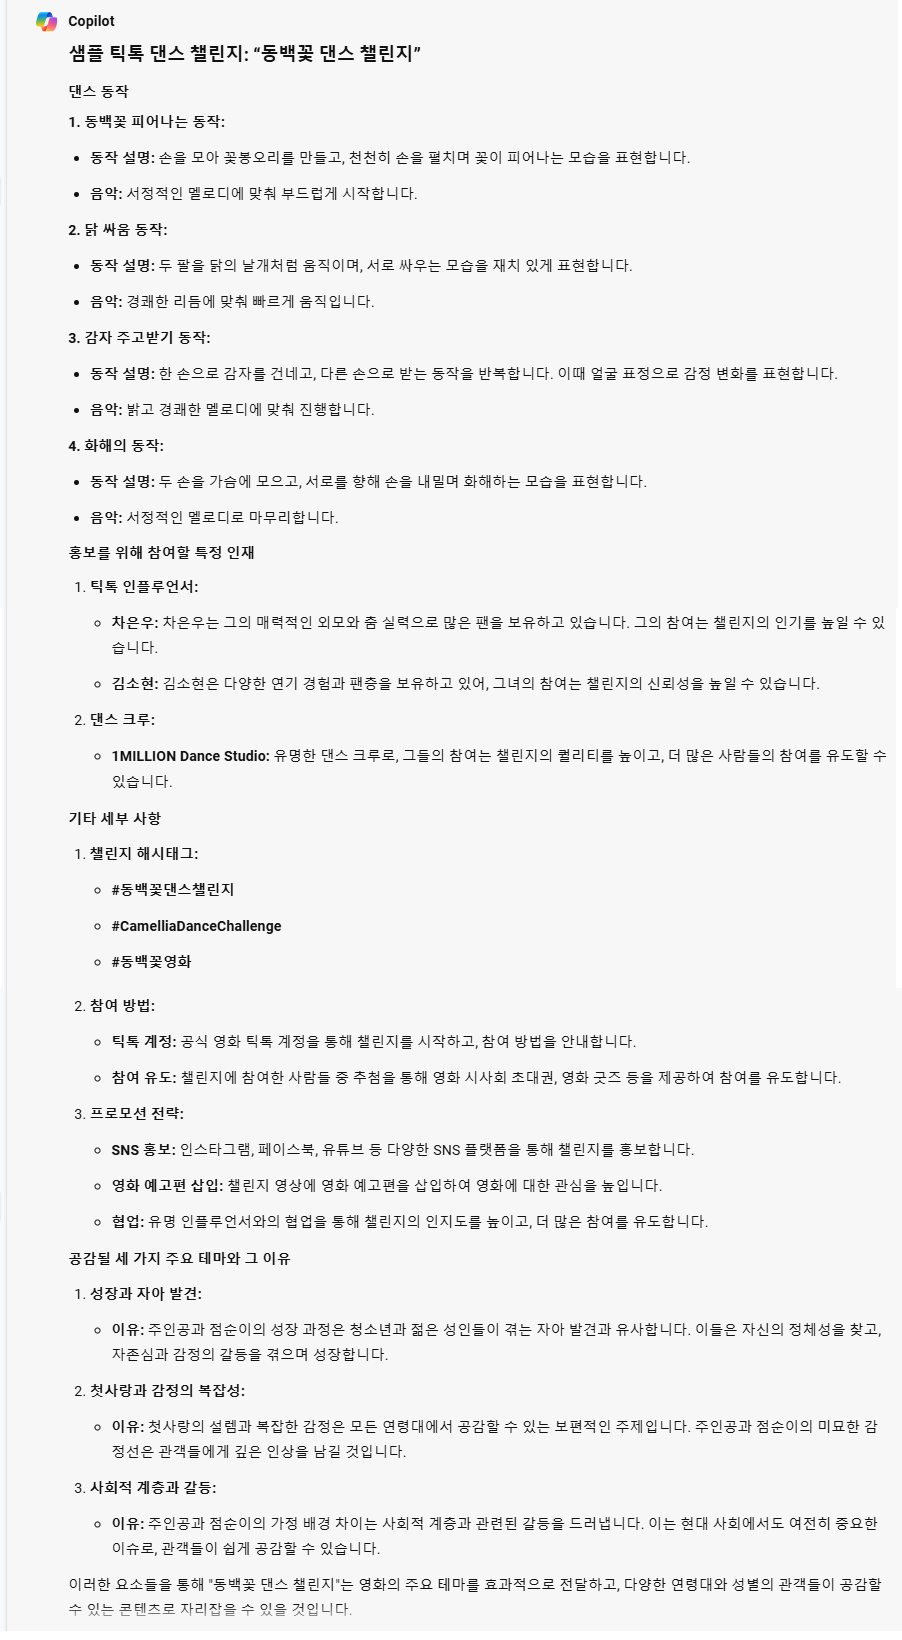 Copilot
샘플 틱톡 댄스 챌린지: “동백꽃 댄스 챌린지”
댄스 동작
1. 동백꽃 피어나는 동작:
• 동작 설명: 손을 모아 꽃봉오리를 만들고, 천천히 손을 펼치며 꽃이 피어나는 모습을 표현합니다.
• 음악: 서정적인 멜로디에 맞춰 부드럽게 시작합니다.
2. 닭 싸움 동작:
• 동작 설명: 두 팔을 닭의 날개처럼 움직이며, 서로 싸우는 모습을 재치 있게 표현합니다.
• 음악: 경쾌한 리듬에 맞춰 빠르게 움직입니다.
3. 감자 주고받기 동작:
• 동작 설명: 한 손으로 감자를 건네고, 다른 손으로 받는 동작을 반복합니다. 이때 얼굴 표정으로 감정 변화를 표현합니다.
• 음악: 밝고 경쾌한 멜로디에 맞춰 진행합니다.
4. 화해의 동작:
• 동작 설명: 두 손을 가슴에 모으고, 서로를 향해 손을 내밀며 화해하는 모습을 표현합니다.
• 음악: 서정적인 멜로디로 마무리합니다.
홍보를 위해 참여할 특정 인재
1. 틱톡 인플루언서:
◦ 차은우: 차은우는 그의 매력적인 외모와 춤 실력으로 많은 팬을 보유하고 있습니다. 그의 참여는 챌린지의 인기를 높일 수 있
습니다.
◦ 김소현: 김소현은 다양한 연기 경험과 팬층을 보유하고 있어, 그녀의 참여는 챌린지의 신뢰성을 높일 수 있습니다.
2. 댄스 크루:
◦ 1MILLION Dance Studio: 유명한 댄스 크루로, 그들의 참여는 챌린지의 퀄리티를 높이고, 더 많은 사람들의 참여를 유도할 수
있습니다.
기타 세부 사항
1. 챌린지 해시태그:
◦ #동백꽃댄스챌린지
◦ #CamelliaDanceChallenge
◦ #동백꽃영화
2. 참여 방법:
◦ 틱톡 계정: 공식 영화 틱톡 계정을 통해 챌린지를 시작하고, 참여 방법을 안내합니다.
◦ 참여 유도: 챌린지에 참여한 사람들 중 추첨을 통해 영화 시사회 초대권, 영화 굿즈 등을 제공하여 참여를 유도합니다.
3. 프로모션 전략:
◦ SNS 홍보: 인스타그램, 페이스북, 유튜브 등 다양한 SNS 플랫폼을 통해 챌린지를 홍보합니다.
◦ 영화 예고편 삽입: 챌린지 영상에 영화 예고편을 삽입하여 영화에 대한 관심을 높입니다.
◦ 협업: 유명 인플루언서와의 협업을 통해 챌린지의 인지도를 높이고, 더 많은 참여를 유도합니다.
공감될 세 가지 주요 테마와 그 이유
1. 성장과 자아 발견:
◦ 이유: 주인공과 점순이의 성장 과정은 청소년과 젊은 성인들이 겪는 자아 발견과 유사합니다. 이들은 자신의 정체성을 찾고,
자존심과 감정의 갈등을 겪으며 성장합니다.
2. 첫사랑과 감정의 복잡성:
◦ 이유: 첫사랑의 설렘과 복잡한 감정은 모든 연령대에서 공감할 수 있는 보편적인 주제입니다. 주인공과 점순이의 미묘한 감
정선은 관객들에게 깊은 인상을 남길 것입니다.
3. 사회적 계층과 갈등:
◦ 이유: 주인공과 점순이의 가정 배경 차이는 사회적 계층과 관련된 갈등을 드러냅니다. 이는 현대 사회에서도 여전히 중요한
이슈로, 관객들이 쉽게 공감할 수 있습니다.
이러한 요소들을 통해 "동백꽃 댄스 챌린지"는 영화의 주요 테마를 효과적으로 전달하고, 다양한 연령대와 성별의 관객들이 공감할
수 있는 콘텐츠로 자리잡을 수 있을 것입니다.